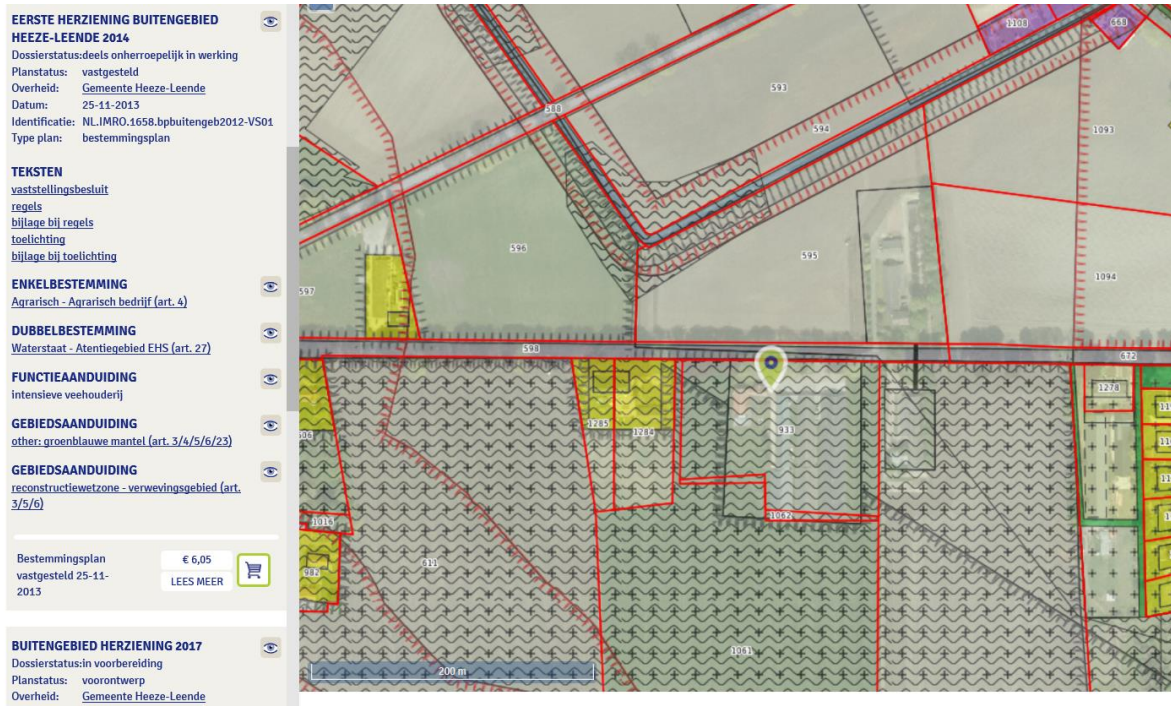 EERSTE HERZIENING BUITENGEBIED
HEEZE-LEENDE 2014
Dossierstatus:deels onherroepelijk in werking
Planstatus: vastgesteld
Overheid: Gemeente Heeze-Leende
Datum: 25-11-2013
Identificatie: NL.IMRO.1658.bpbuitengeb2012-VS01
Type plan: bestemmingsplan
TEKSTEN
vaststellingsbesluit
regels
bijlage bij regels
toelichting
bijlage bij toelichting
ENKELBESTEMMING
Agrarisch - Agrarisch bedrijf (art. 4)
DUBBELBESTEMMING
Waterstaat - Atentiegebied EHS (art. 27)
FUNCTIEAANDUIDING
intensieve veehouderij
GEBIEDSAANDUIDING
other: groenblauwe mantel (art. 3/4/5/6/23)
GEBIEDSAANDUIDING
reconstructiewetzone - verwevingsgebied (art.
3/5/6)
Bestemmingsplan
vastgesteld 25-11-
2013
€ 6,05
LEES MEER
BUITENGEBIED HERZIENING 2017
Dossierstatus:in voorbereiding
Planstatus: voorontwerp
Overheid: Gemeente Heeze-Leende
1108
668
593
588
594
1093
596
595
597
1094
598
672
1278
1285
1284
933
606
1016
1062
611
982
1061
200 m